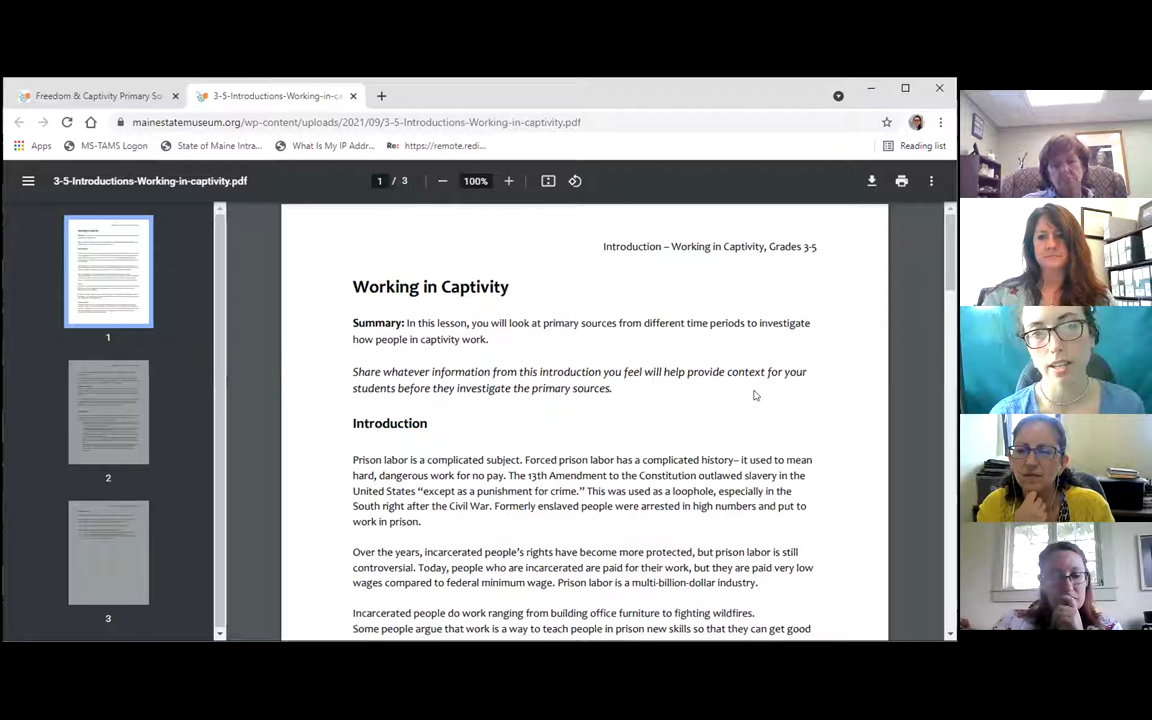 Freedom & Captivity Primary So
3-5-Introductions-Working-in-ca
mainestatemuseum.org/wp-content/uploads/2021/09/3-5-Introductions-Working-in-captivity.pdf
Apps MS-TAMS Logon State of Maine Intra... What Is My IP Addr... Re: https://remote.redi... Reading list
3-5-Introductions-Working-in-captivity.pdf 1 / 3 100%
Introduction – Working in Captivity, Grades 3-5
Working in Captivity
Summary: In this lesson, you will look at primary sources from different time periods to investigate
how people in captivity work.
Share whatever information from this introduction you feel will help provide context for your
students before they investigate the primary sources.
Introduction
Prison labor is a complicated subject. Forced prison labor has a complicated history– it used to mean
hard, dangerous work for no pay. The 13th Amendment to the Constitution outlawed slavery in the
United States “except as a punishment for crime.” This was used as a loophole, especially in the
South right after the Civil War. Formerly enslaved people were arrested in high numbers and put to
work in prison.
Over the years, incarcerated people’s rights have become more protected, but prison labor is still
controversial. Today, people who are incarcerated are paid for their work, but they are paid very low
wages compared to federal minimum wage. Prison labor is a multi-billion-dollar industry.
Incarcerated people do work ranging from building office furniture to fighting wildfires.
Some people argue that work is a way to teach people in prison new skills so that they can get good
1
2
3